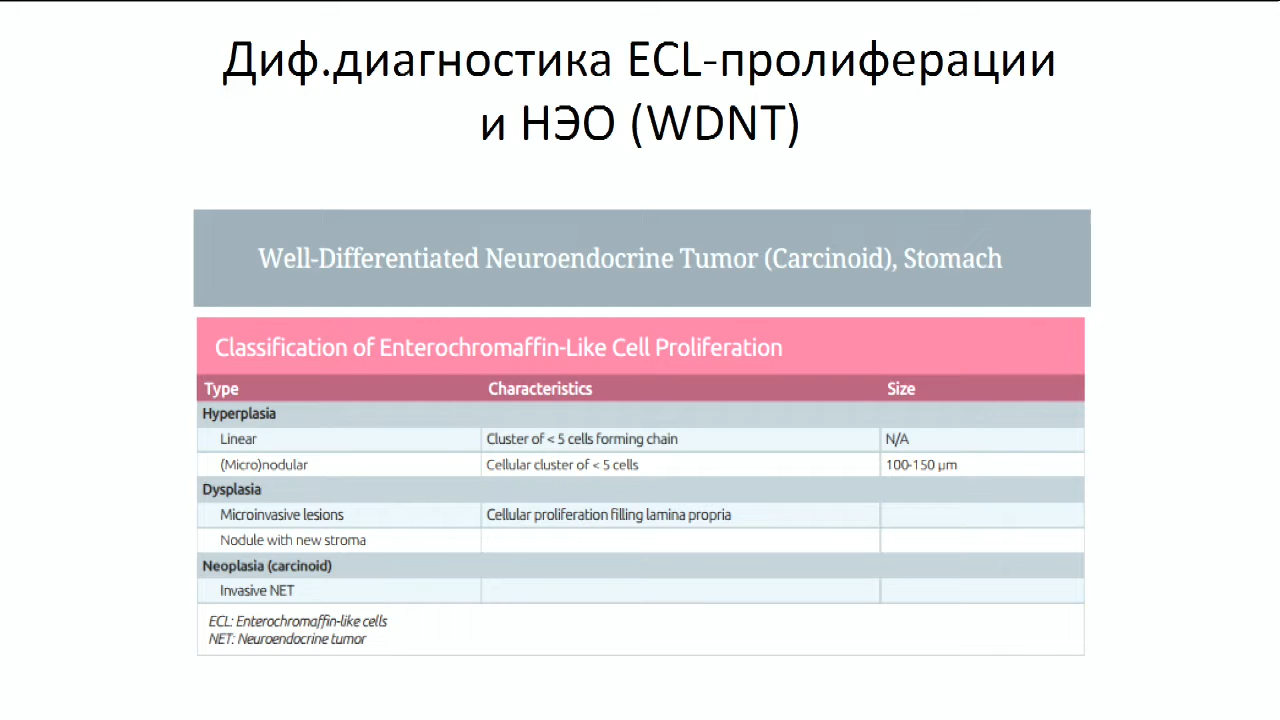 Диф.диагностика ECL-пролиферации
и НЭО (WDNT)
Well-Differentiated Neuroendocrine Tumor (Carcinoid), Stomach
Classification of Enterochromaffin-Like Cell Proliferation
Type Characteristics Size
Hyperplasia
Linear Cluster of < 5 cells forming chain N/A
(Micro)nodular Cellular cluster of < 5 cells 100-150 µm
Dysplasia
Microinvasive lesions Cellular proliferation filling lamina propria
Nodule with new stroma
Neoplasia (carcinoid)
Invasive NET
ECL: Enterochromaffin-like cells
NET: Neuroendocrine tumor